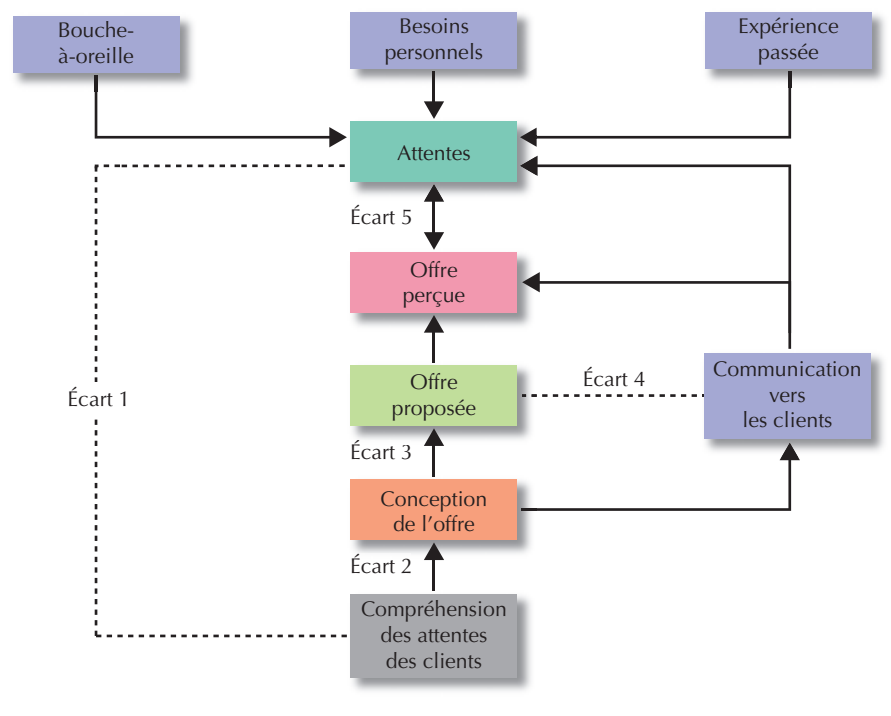 Bouche-
à-oreille
Besoins
personnels
Expérience
passée
Attentes
Écart 5
Offre
perçue
Offre
proposée
Écart 4
Communication
vers
les clients
Écart 1
Écart 3
Conception
de l'offre
Écart 2
Compréhension
des attentes
des clients